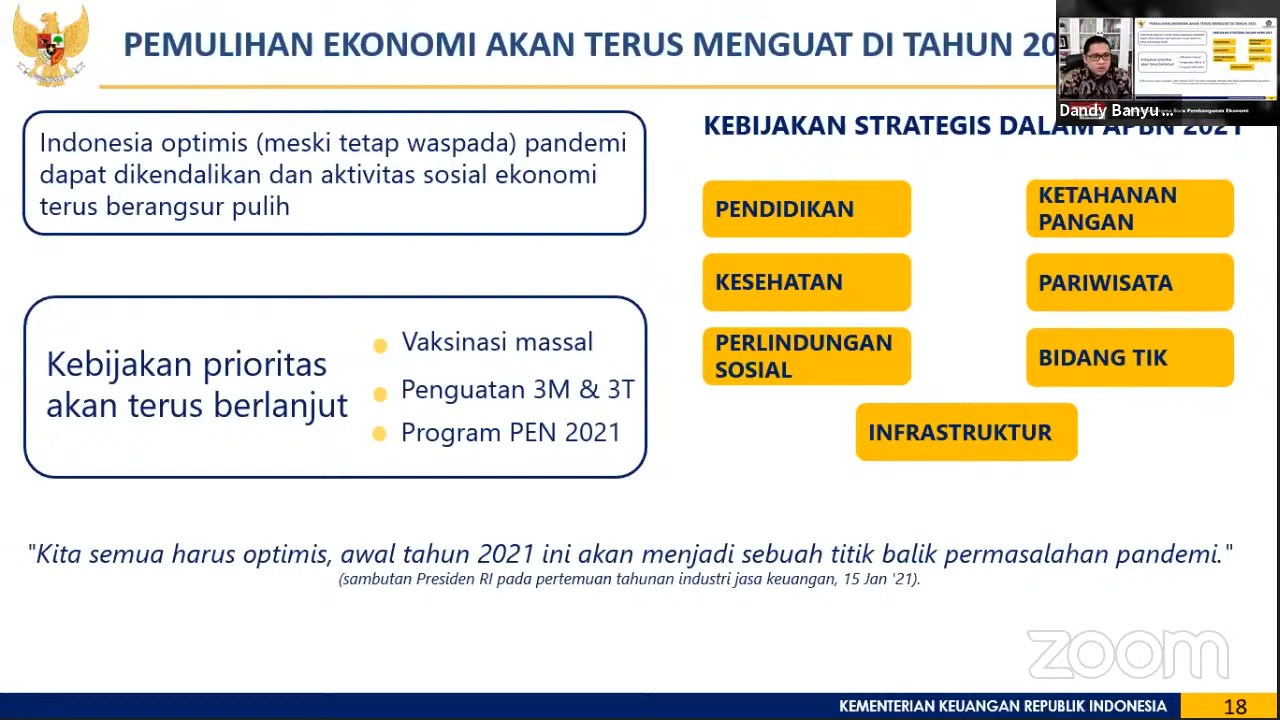 PEMULIHAN EKONOMI AKAN TERUS MENGUAT DI TAHUN 20
Dandy Banyu ...
Indonesia optimis (meski tetap waspada) pandemi
dapat dikendalikan dan aktivitas sosial ekonomi
terus berangsur pulih
Kebijakan prioritas
akan terus berlanjut
Vaksinasi massal
Penguatan 3M & 3T
Program PEN 2021
KEBIJAKAN STRATEGIS DALAM APBN 2021
PENDIDIKAN
KETAHANAN
PANGAN
KESEHATAN
PARIWISATA
PERLINDUNGAN
SOSIAL
BIDANG TIK
INFRASTRUKTUR
"Kita semua harus optimis, awal tahun 2021 ini akan menjadi sebuah titik balik permasalahan pandemi."
(sambutan Presiden RI pada pertemuan tahunan industri jasa keuangan, 15 Jan '21).
zoom
KEMENTERIAN KEUANGAN REPUBLIK INDONESIA
18